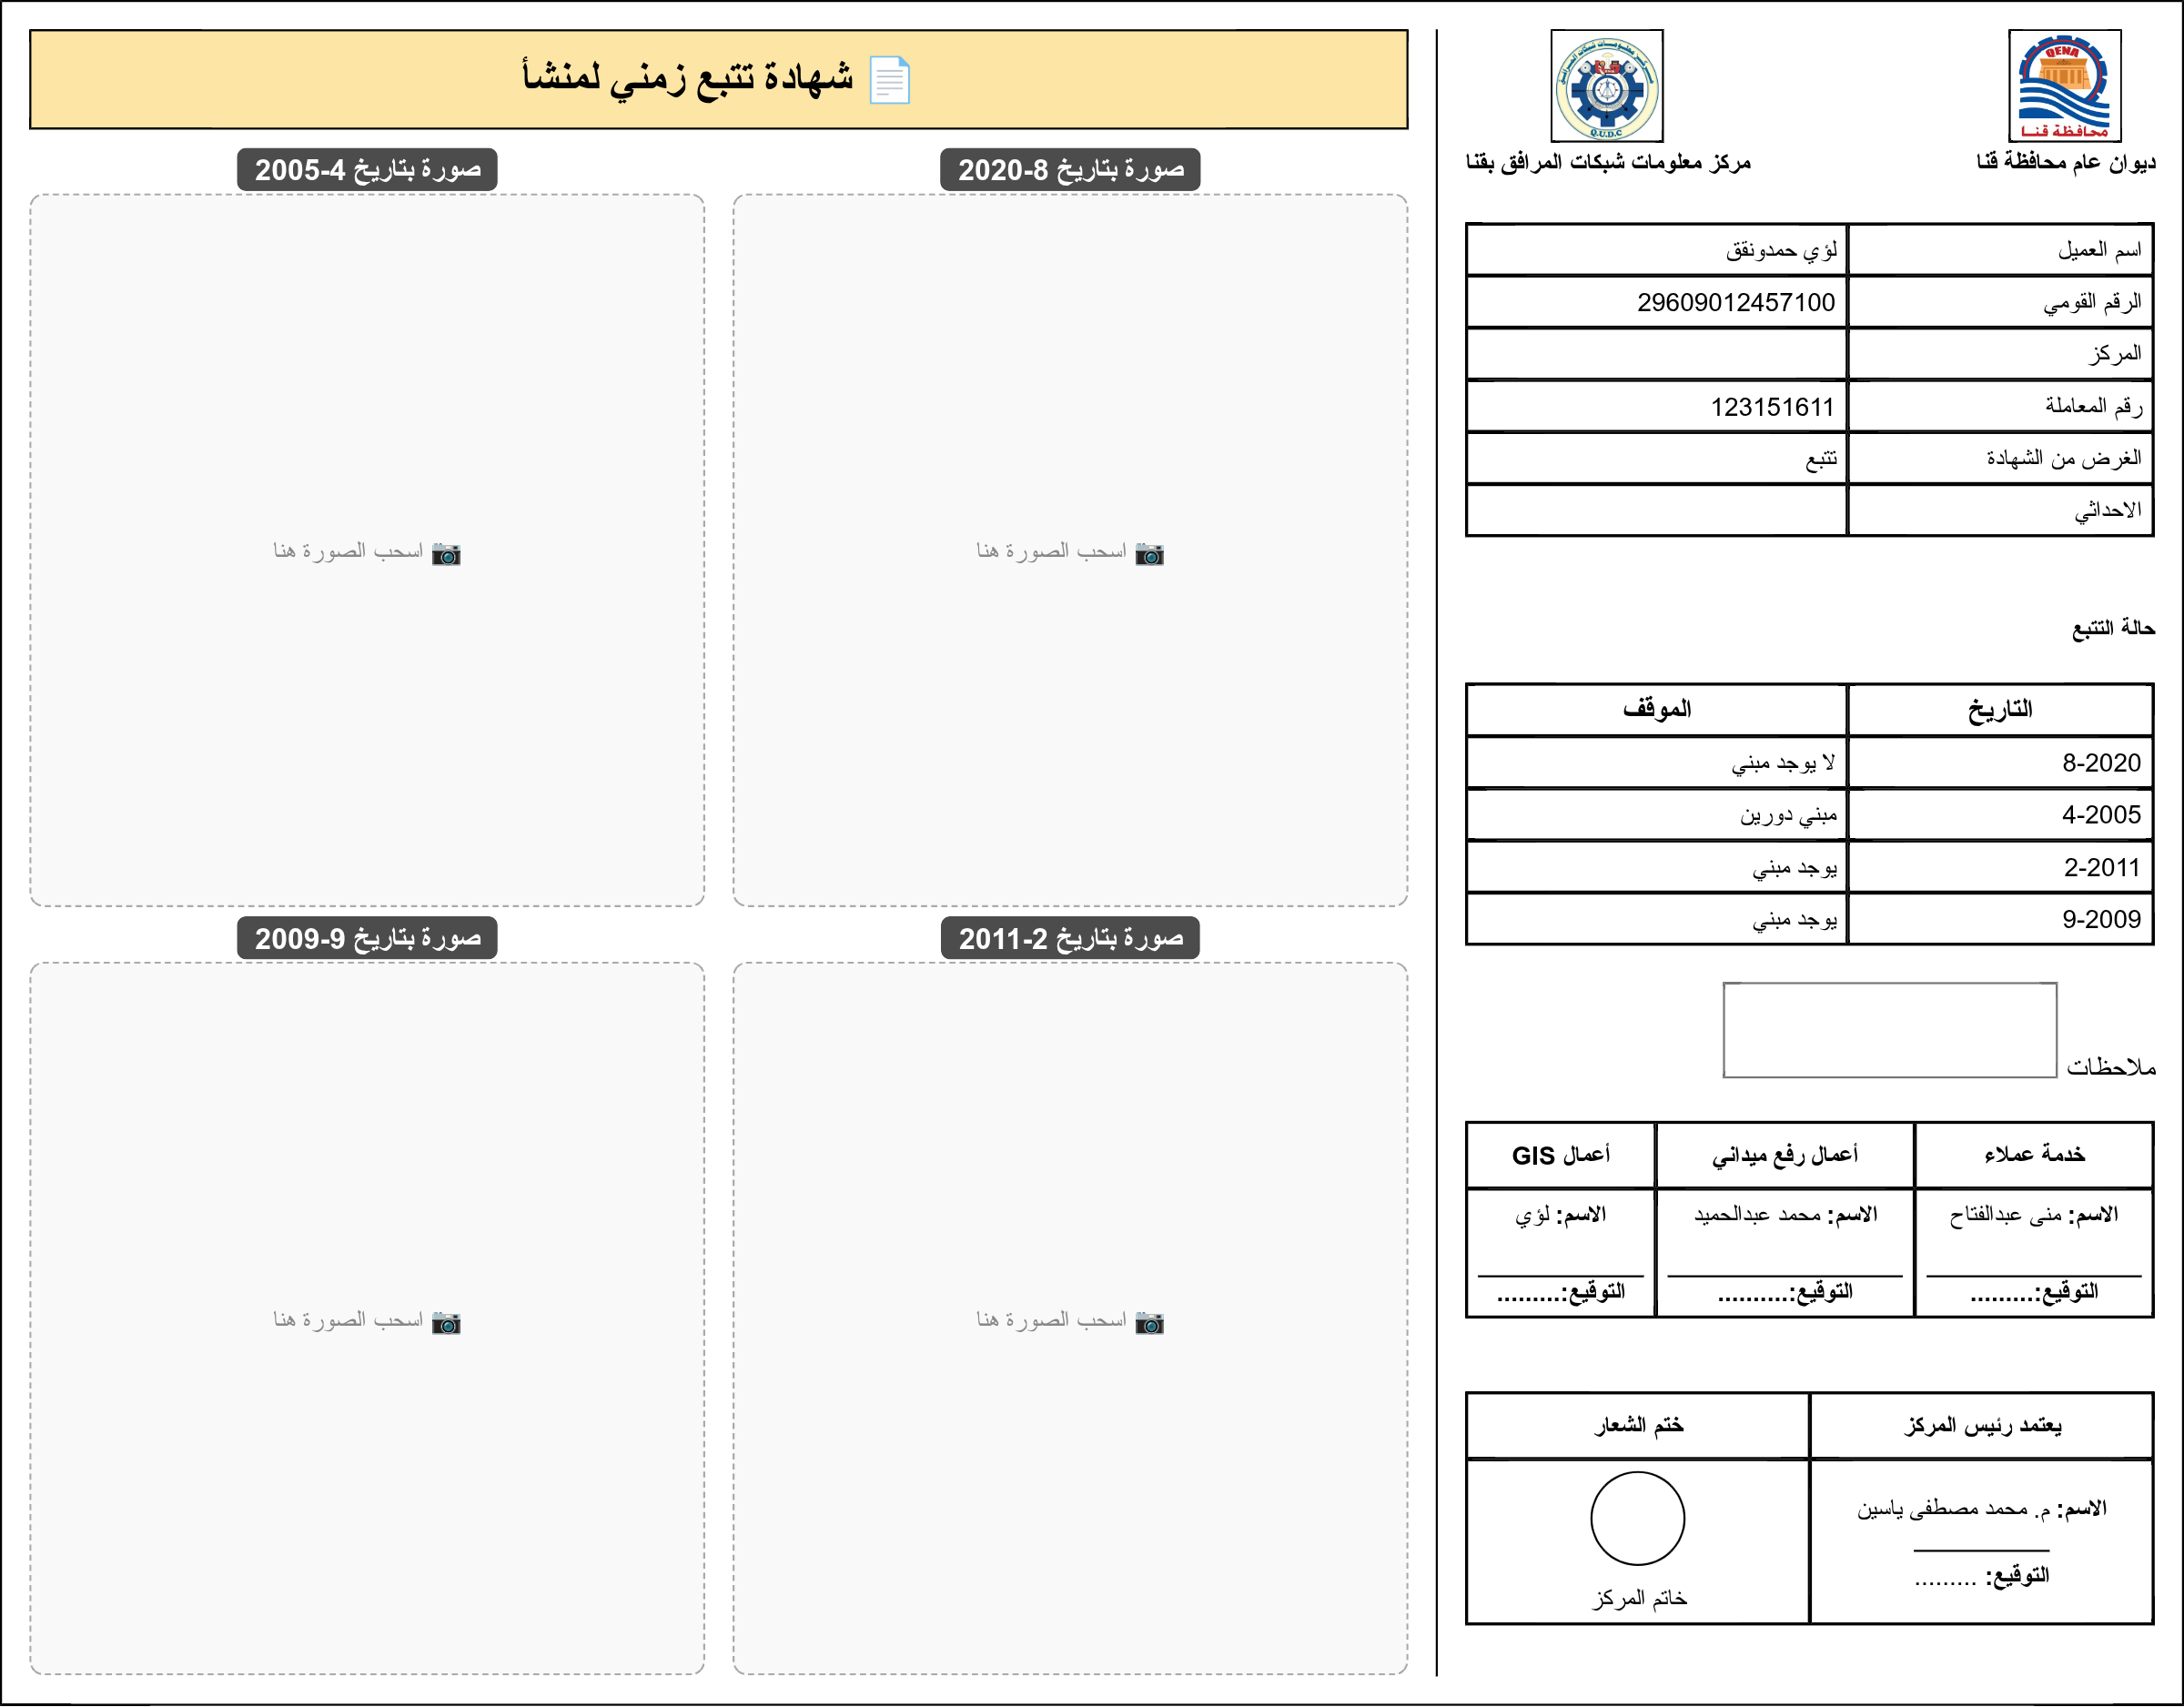 QENA
محافظة قنا
ديوان عام محافظة قنا
Q.U.D.C
مركز معلومات شبكات المرافق بقنا
اسم العميل	لؤي حمدونقق
الرقم القومي	29609012457100
المركز
رقم المعاملة	123151611
الغرض من الشهادة	تتبع
الاحداثي
حالة التتبع
التاريخ	الموقف
8-2020	لا يوجد مبني
4-2005	مبني دورين
2-2011	يوجد مبني
9-2009	يوجد مبني
ملاحظات
خدمة عملاء	أعمال رفع ميداني	أعمال GIS
الاسم: منى عبدالفتاح	الاسم: محمد عبدالحميد	الاسم: لؤي
التوقيع:.........	التوقيع:..........	التوقيع:.........
يعتمد رئيس المركز	ختم الشعار
الاسم: م. محمد مصطفى ياسين
التوقيع: .........
خاتم المركز
شهادة تتبع زمني لمنشأ
صورة بتاريخ 8-2020
اسحب الصورة هنا
صورة بتاريخ 4-2005
اسحب الصورة هنا
صورة بتاريخ 2-2011
اسحب الصورة هنا
صورة بتاريخ 9-2009
اسحب الصورة هنا